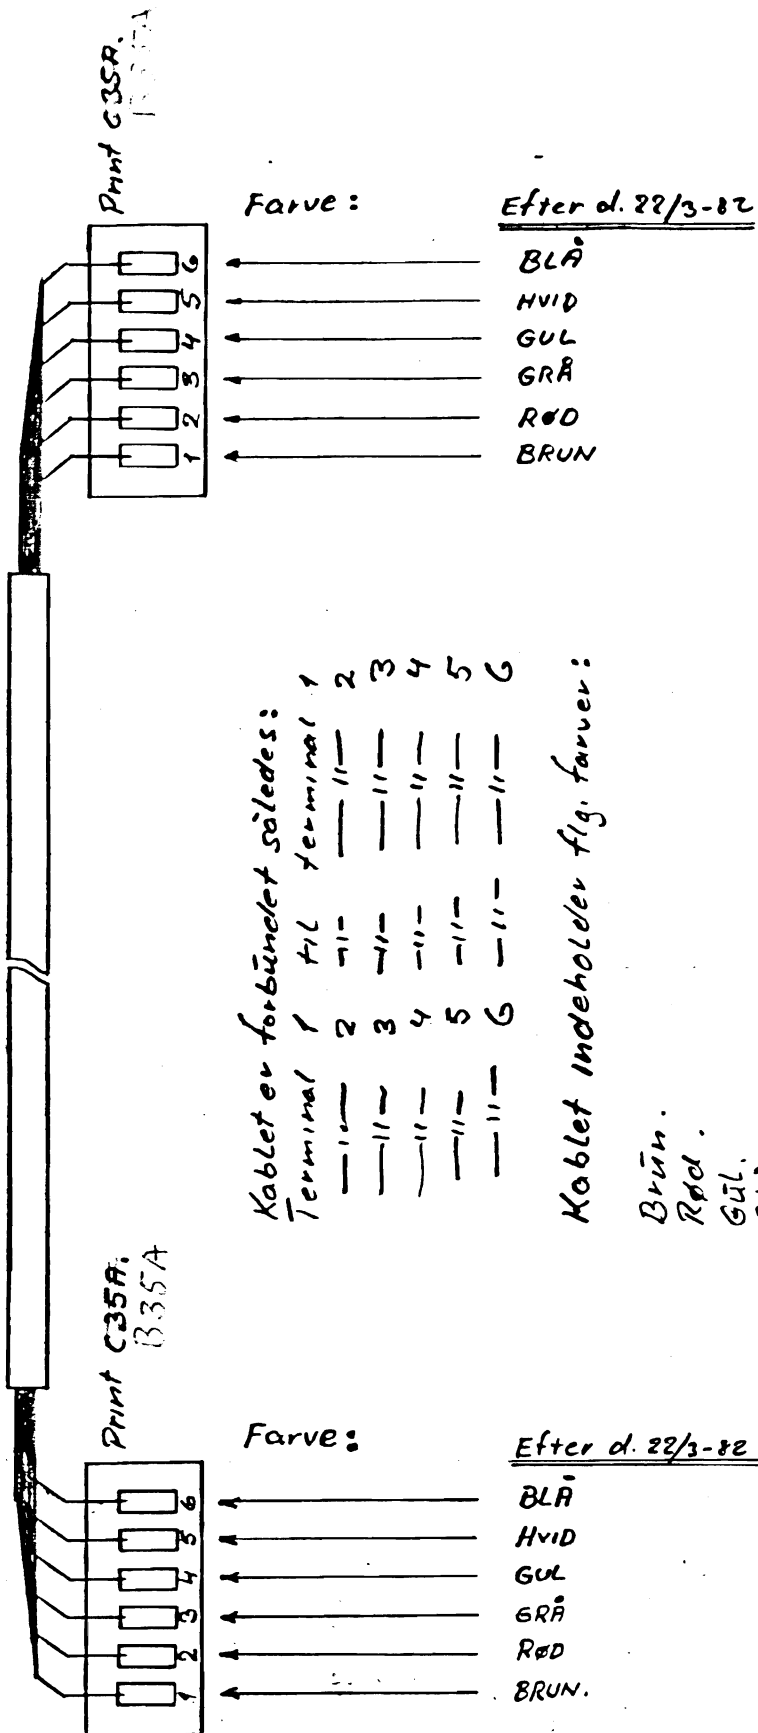 Print C35A.
Farve:
Efter d. 22/3-82
6 BLÅ
5 HVID
4 GUL
3 GRÅ
2 RØD
1 BRUN
Kablet er forbundet således:
Terminal 1 til terminal 1
—"— 2 —"— —"— 2
—"— 3 —"— —"— 3
—"— 4 —"— —"— 4
—"— 5 —"— —"— 5
—"— 6 —"— —"— 6
Kablet indeholder flg. farver:
Brun.
Rød.
Gul.
Print C35A.
B35A
Farve:
Efter d. 22/3-82
6 BLÅ
5 HVID
4 GUL
3 GRÅ
2 RØD
1 BRUN.